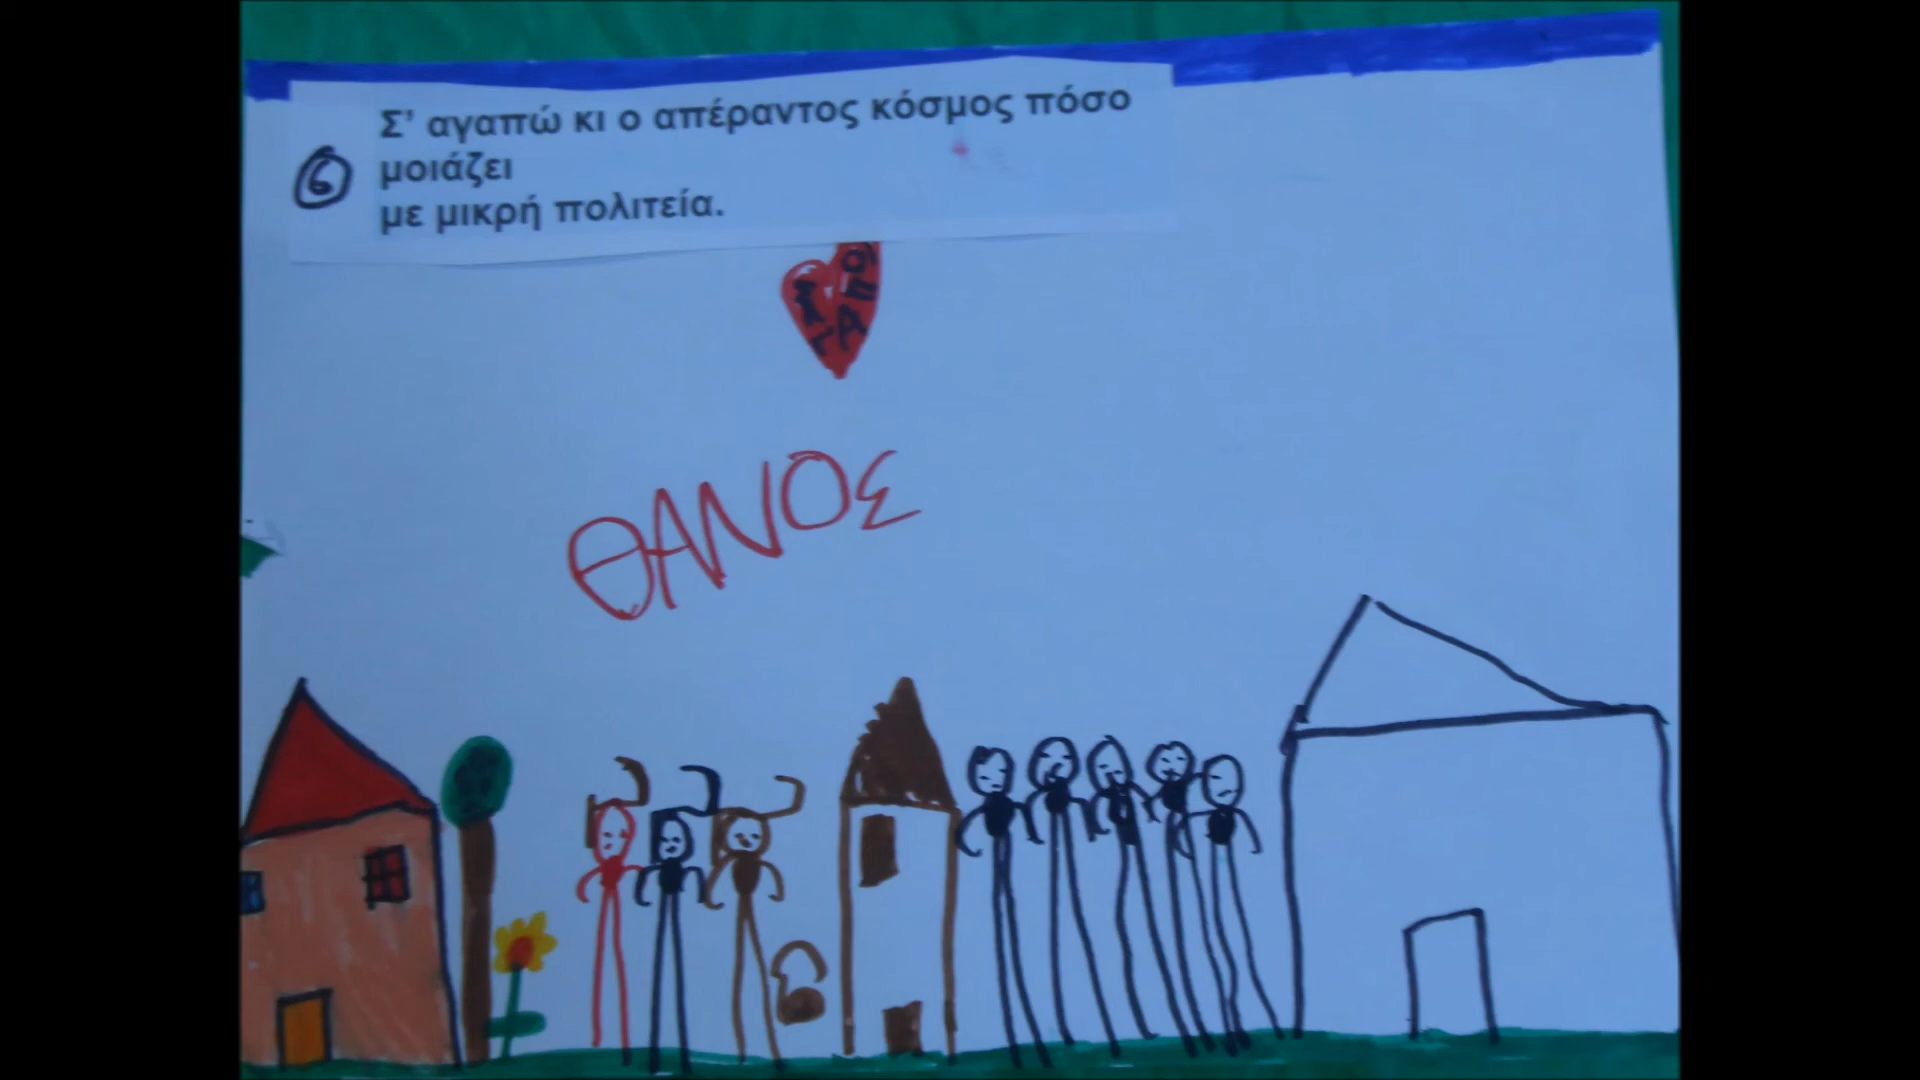 Σ' αγαπώ κι ο απέραντος κόσμος πόσο
6 μοιάζει
με μικρή πολιτεία.
ΘΑΝΟΣ